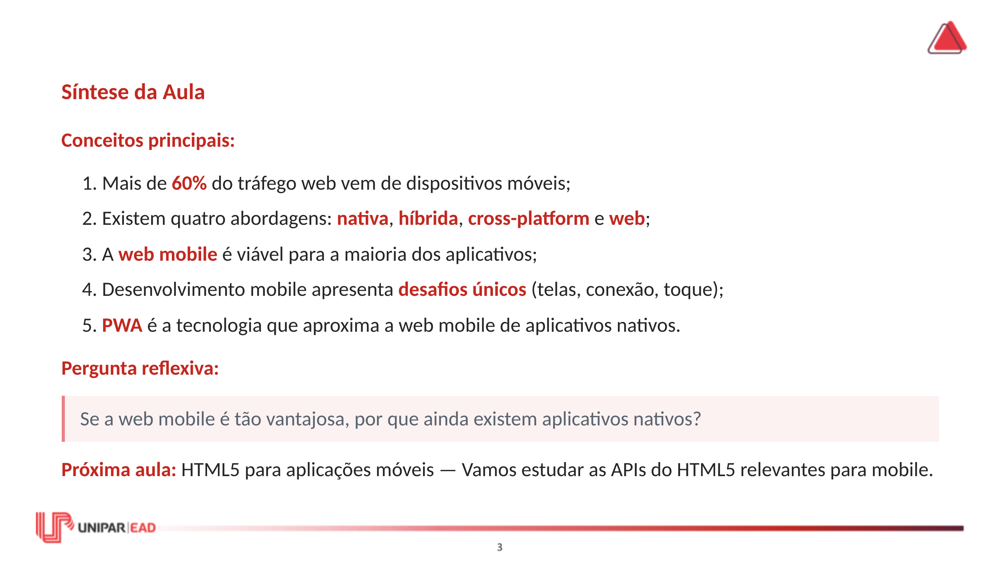 Síntese da Aula
Conceitos principais:
1. Mais de 60% do tráfego web vem de dispositivos móveis;
2. Existem quatro abordagens: nativa, híbrida, cross-platform e web;
3. A web mobile é viável para a maioria dos aplicativos;
4. Desenvolvimento mobile apresenta desafios únicos (telas, conexão, toque);
5. PWA é a tecnologia que aproxima a web mobile de aplicativos nativos.
Pergunta reflexiva:
Se a web mobile é tão vantajosa, por que ainda existem aplicativos nativos?
Próxima aula: HTML5 para aplicações móveis — Vamos estudar as APIs do HTML5 relevantes para mobile.
UNIPAR|EAD
3